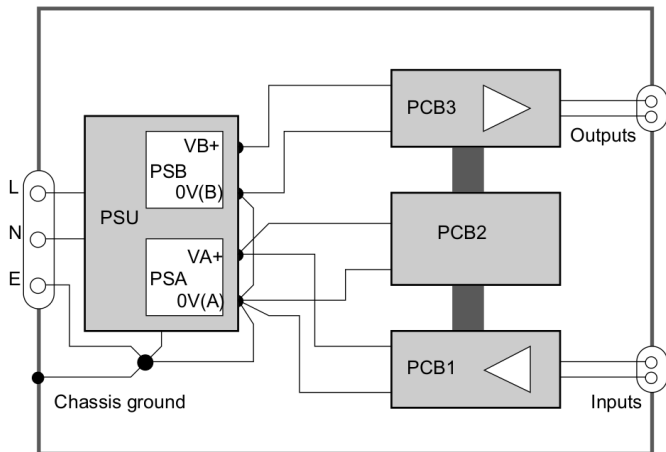 PCB3
Outputs
VB+
PSB
0V(B)
L
PSU
N
PCB2
VA+
PSA
E
0V(A)
PCB1
Chassis ground
Inputs